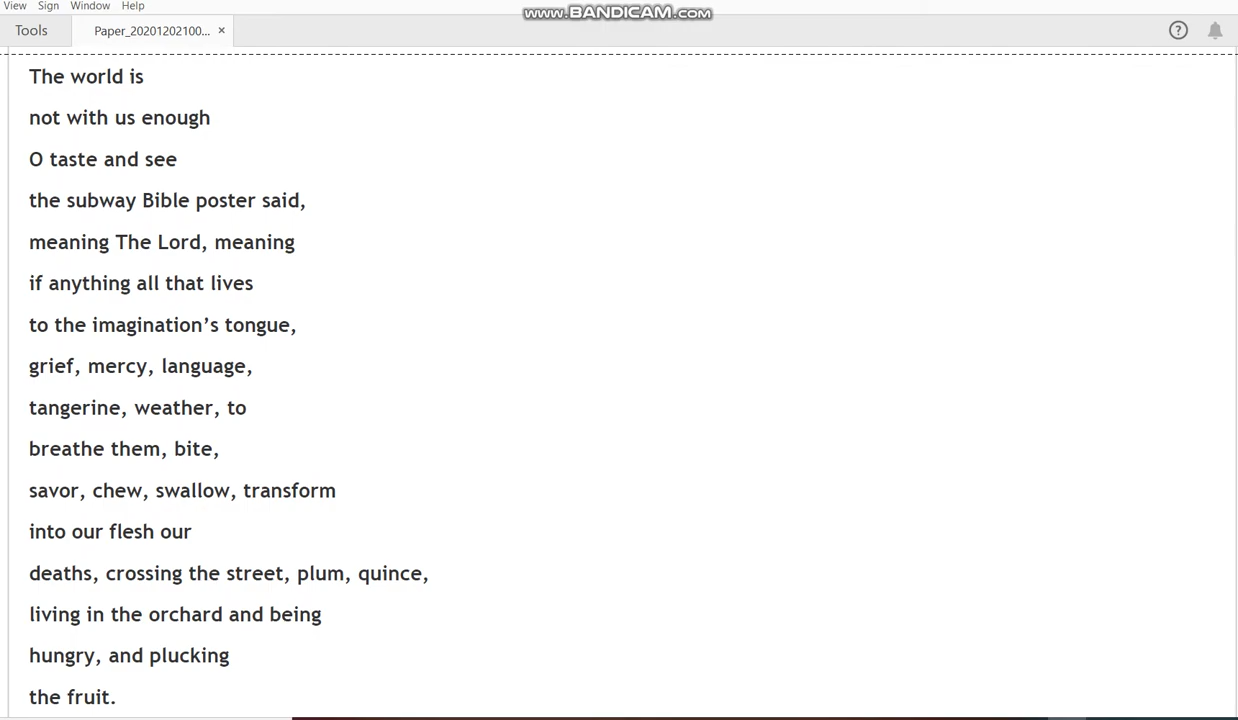 View Sign Window Help
www.BANDICAM.com
Tools Paper_20201202100... × ?
The world is
not with us enough
O taste and see
the subway Bible poster said,
meaning The Lord, meaning
if anything all that lives
to the imagination’s tongue,
grief, mercy, language,
tangerine, weather, to
breathe them, bite,
savor, chew, swallow, transform
into our flesh our
deaths, crossing the street, plum, quince,
living in the orchard and being
hungry, and plucking
the fruit.